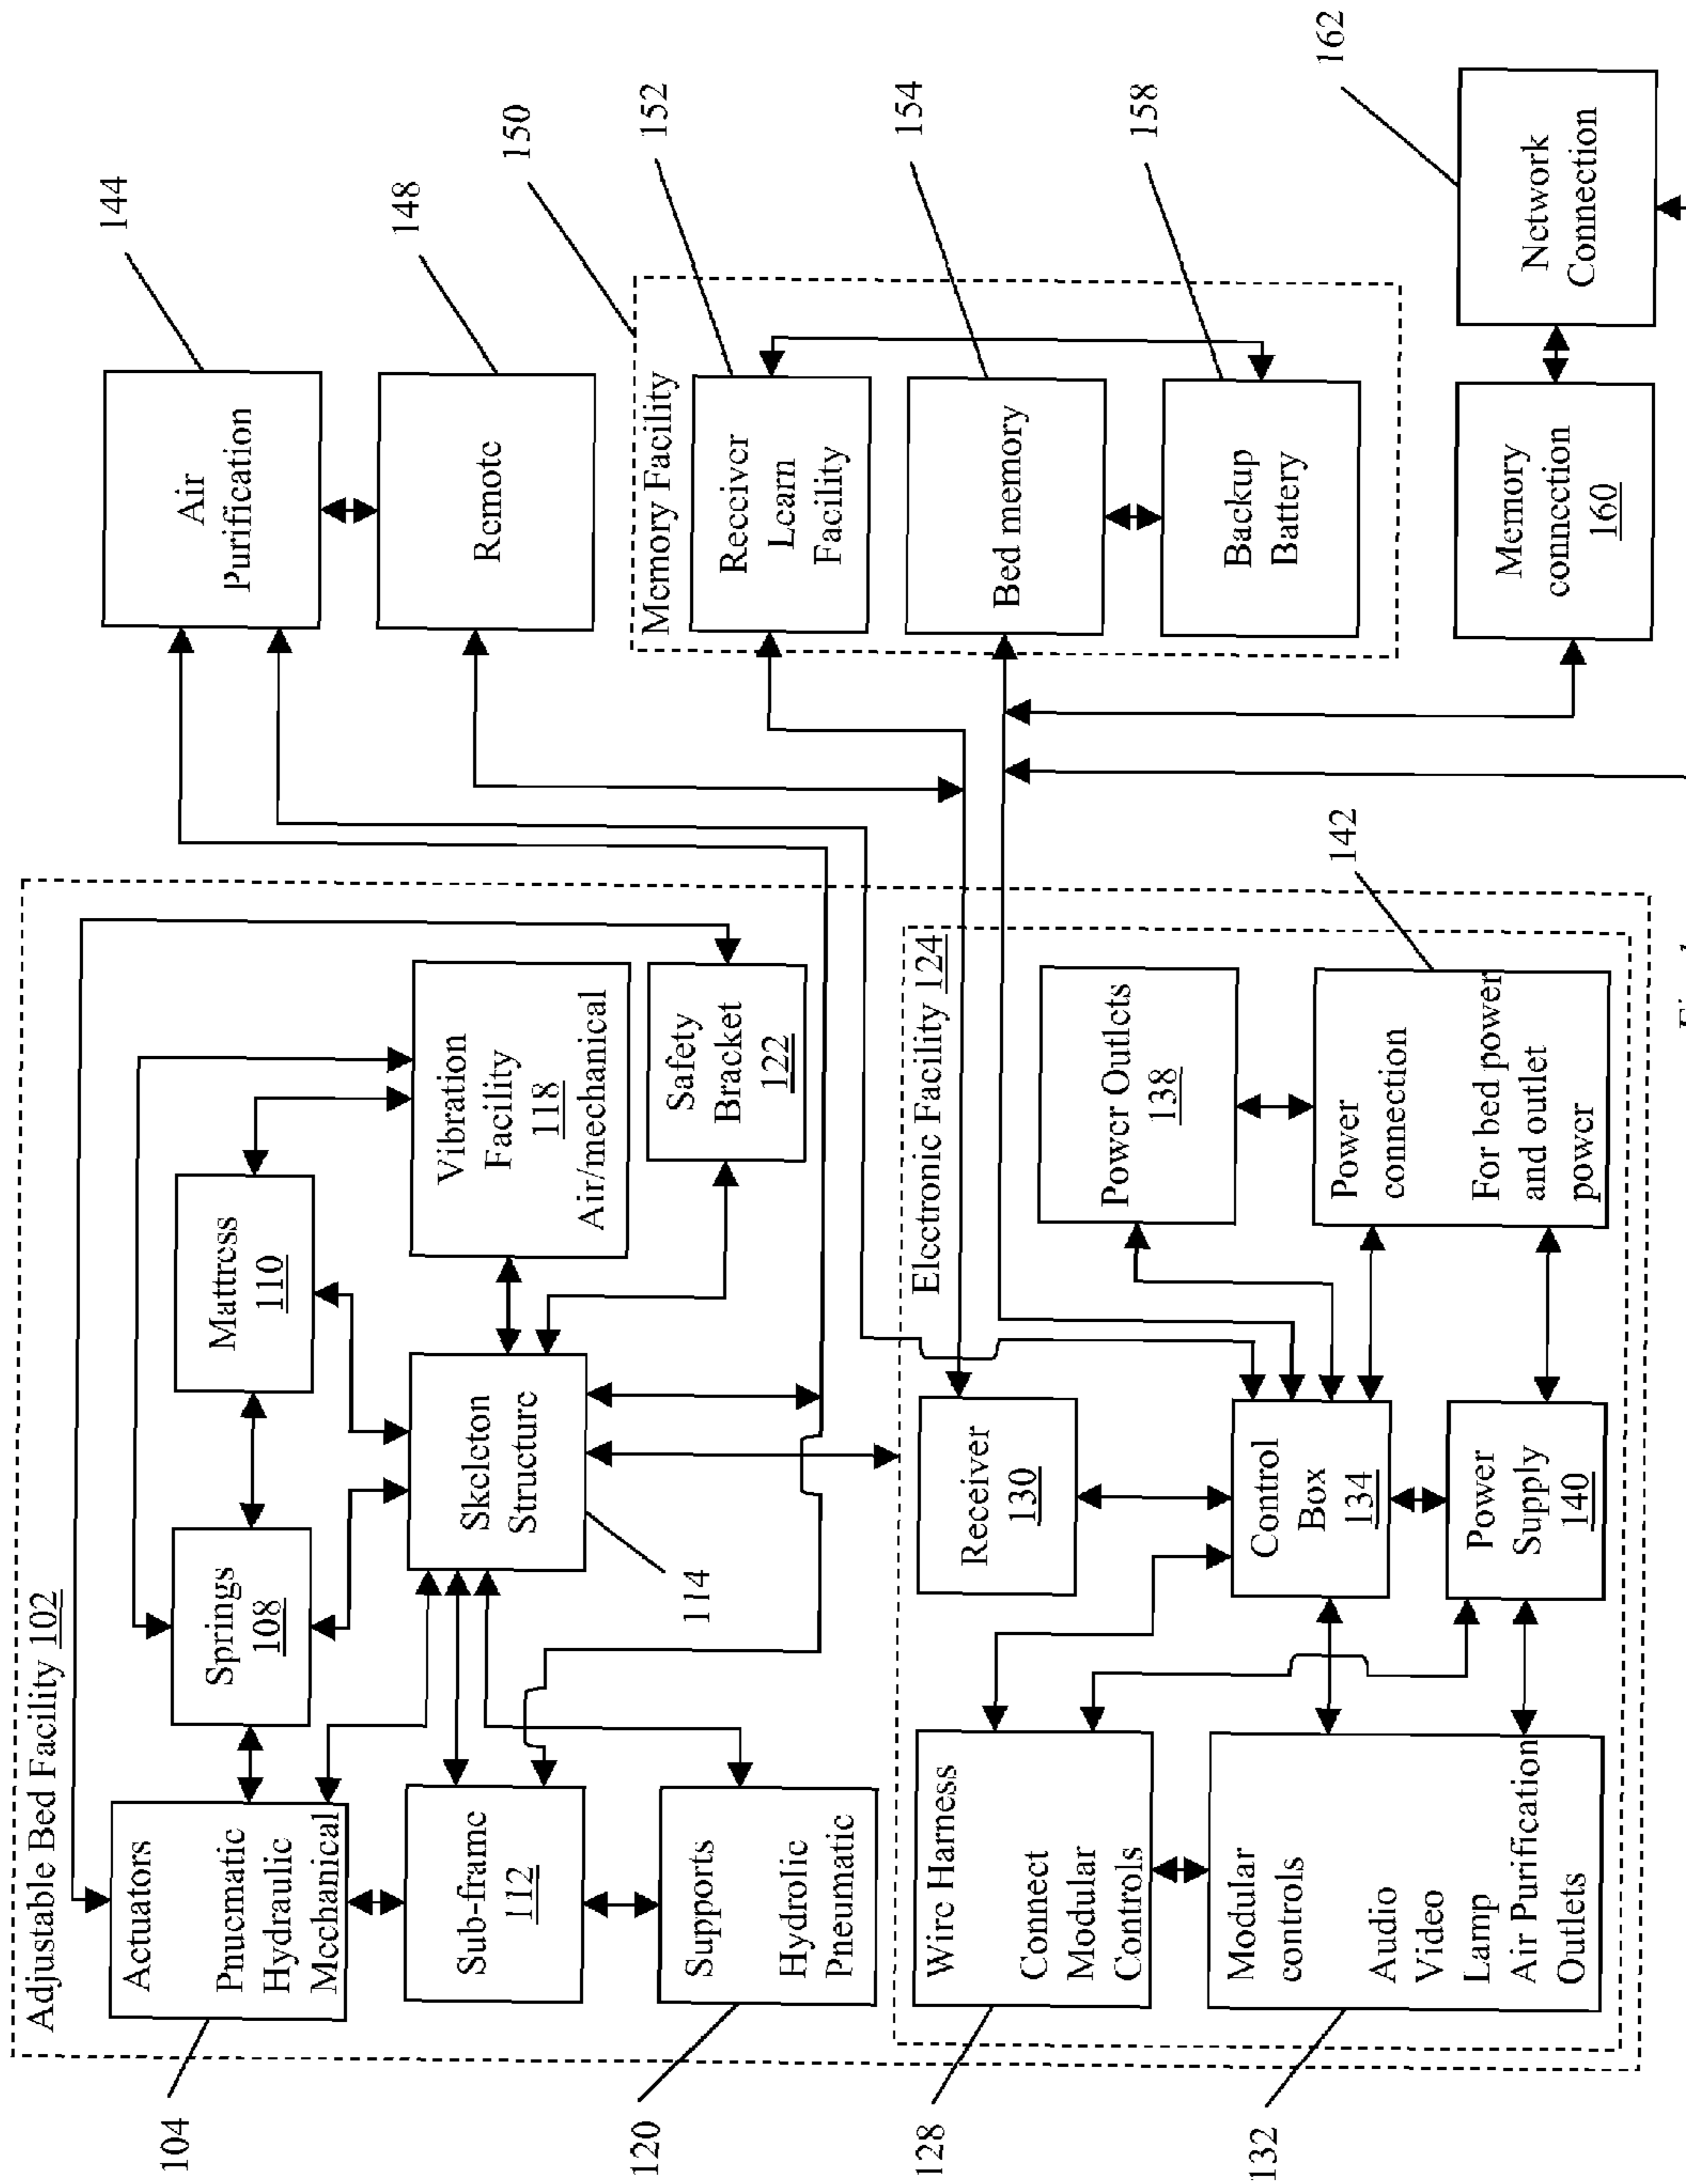 Adjustable Bed Facility 102
104
Actuators
Pneumatic
Hydraulic
Mechanical
Springs
108
Mattress
110
Sub-frame
112
Skeleton
Structure
114
Vibration
Facility
118
Air/mechanical
120
Supports
Hydrolic
Pneumatic
Safety
Bracket
122
Electronic Facility 124
128
Wire Harness
Connect
Modular
Controls
Receiver
130
132
Modular
controls
Audio
Video
Lamp
Air Purification
Outlets
Control
Box
134
Power Outlets
138
Power
Supply
140
142
Power
connection
For bed power
and outlet
power
144
Air
Purification
148
Remote
150
Memory Facility
152
Receiver
Learn
Facility
154
Bed memory
158
Backup
Battery
Memory
connection
160
162
Network
Connection